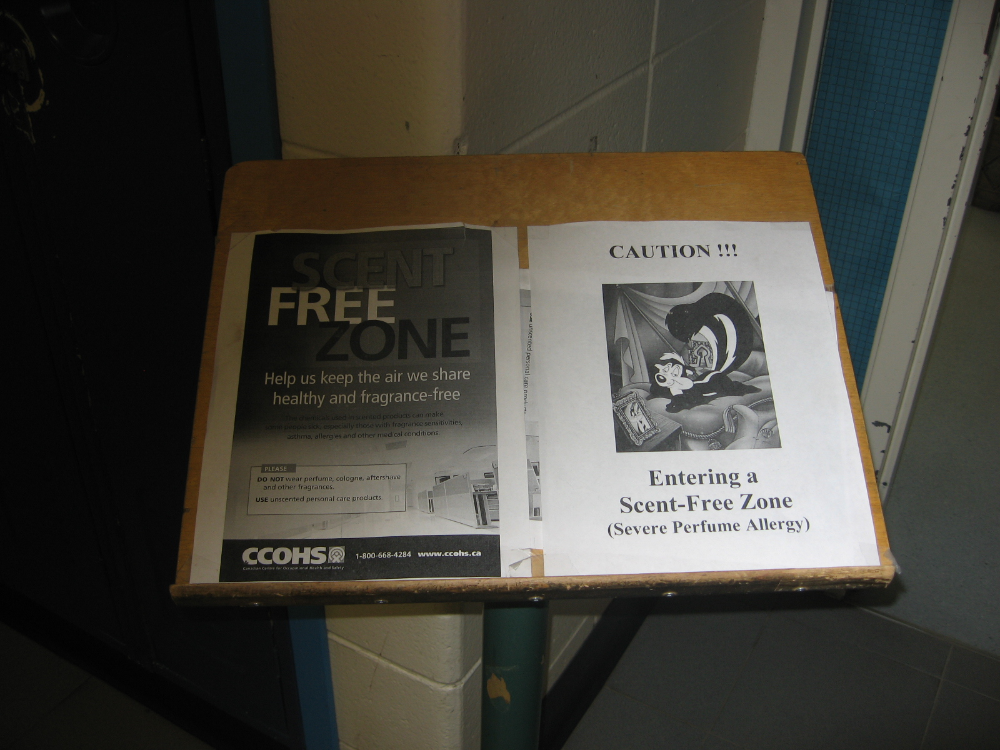 SCENT
FREE
ZONE
Help us keep the air we share
healthy and fragrance-free
The chemicals used in scented products can make
some people sick, especially those with fragrance sensitivities,
asthma, allergies and other medical conditions.
PLEASE
DO NOT wear perfume, cologne, aftershave
and other fragrances.
USE unscented personal care products.
CCOHS
Canadian Centre for Occupational Health and Safety
1-800-668-4284 www.ccohs.ca
USE unscented personal care products.
CAUTION !!!
Entering a
Scent-Free Zone
(Severe Perfume Allergy)